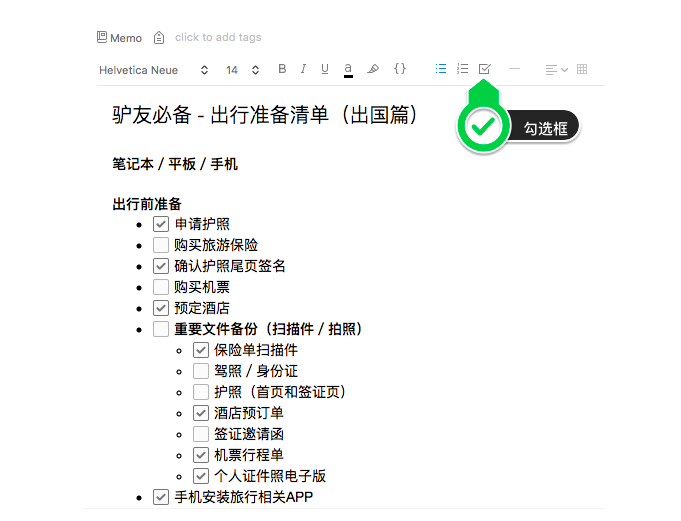 Memo click to add tags
Helvetica Neue 14 B I U a {}
勾选框
驴友必备 - 出行准备清单（出国篇）
笔记本 / 平板 / 手机
出行前准备
申请护照
购买旅游保险
确认护照尾页签名
购买机票
预定酒店
重要文件备份（扫描件 / 拍照）
保险单扫描件
驾照 / 身份证
护照（首页和签证页）
酒店预订单
签证邀请函
机票行程单
个人证件照电子版
手机安装旅行相关APP